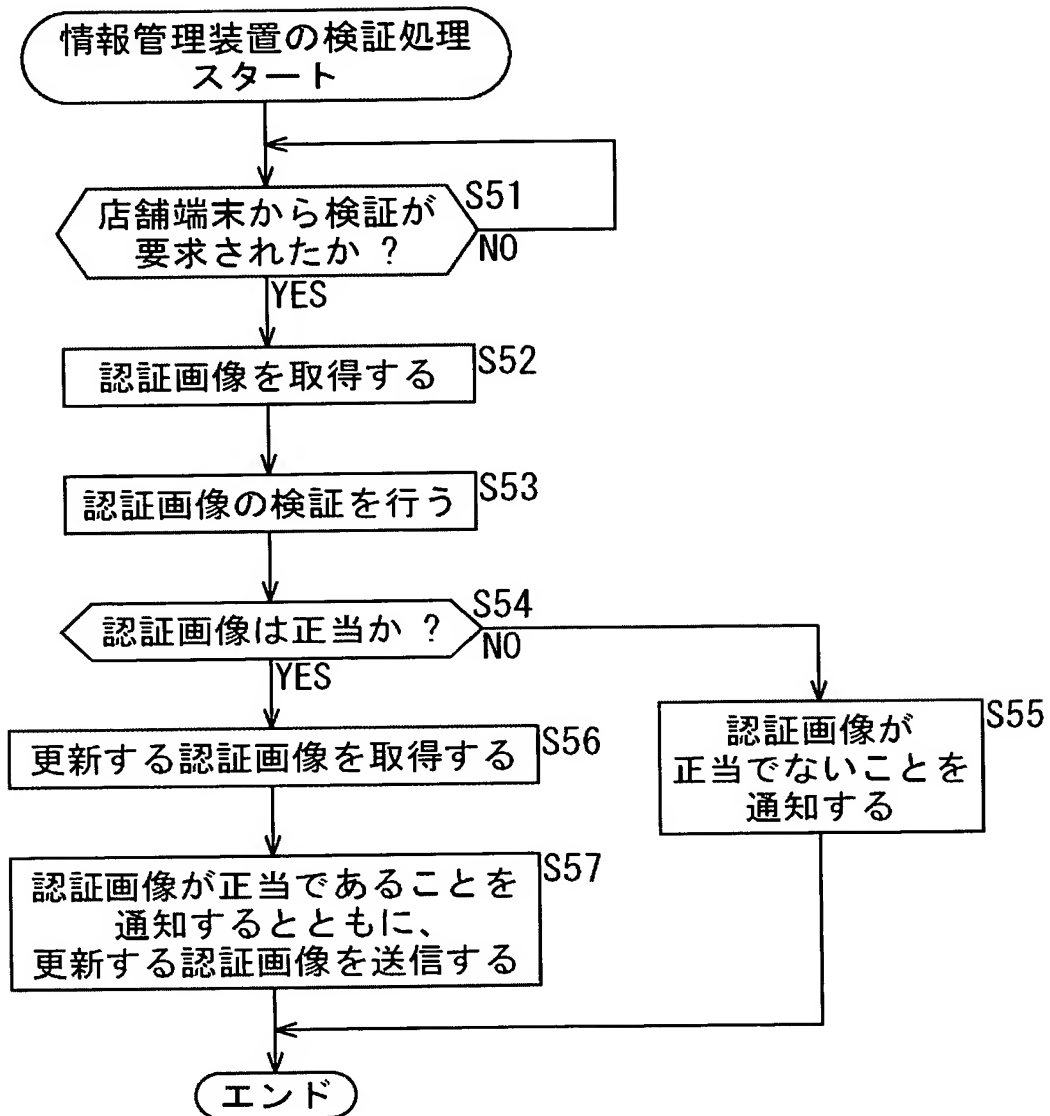 情報管理装置の検証処理
スタート
店舗端末から検証が
要求されたか ?
S51
NO
YES
認証画像を取得する
S52
認証画像の検証を行う
S53
認証画像は正当か ?
S54
NO
YES
更新する認証画像を取得する
S56
認証画像が
正当でないことを
通知する
S55
認証画像が正当であることを
通知するとともに、
更新する認証画像を送信する
S57
エンド